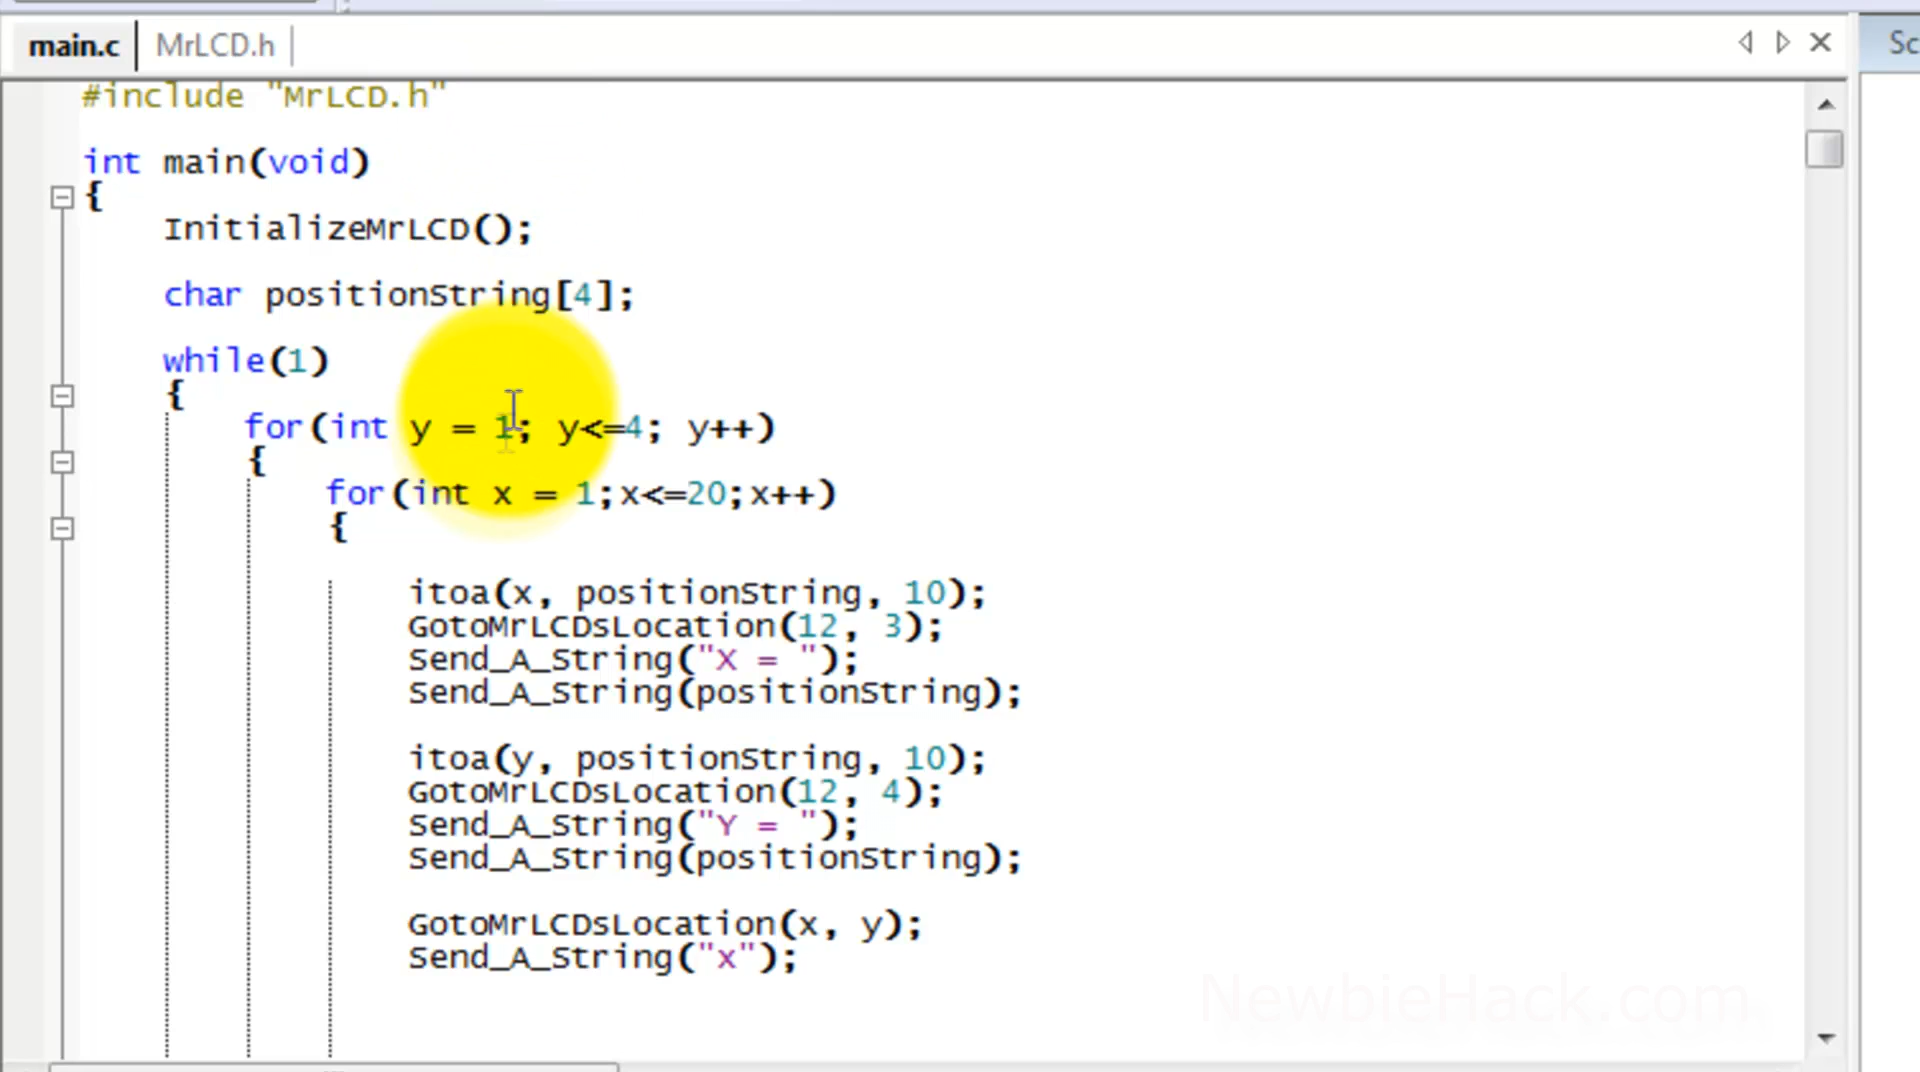 main.c
MrLCD.h
Sc
#include "MrLCD.h"
int main(void)
{
InitializeMrLCD();
char positionString[4];
while(1)
{
for(int y = 1; y<=4; y++)
{
for(int x = 1;x<=20;x++)
{
itoa(x, positionString, 10);
GotoMrLCDsLocation(12, 3);
Send_A_String("X = ");
Send_A_String(positionString);
itoa(y, positionString, 10);
GotoMrLCDsLocation(12, 4);
Send_A_String("Y = ");
Send_A_String(positionString);
GotoMrLCDsLocation(x, y);
Send_A_String("x");
NewbieHack.com